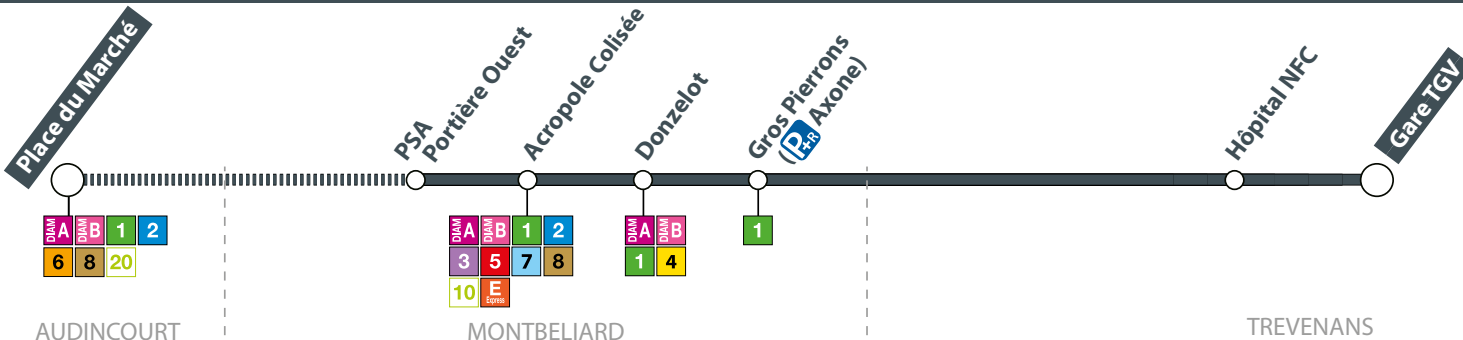 Place du Marché
PSA
Portière Ouest
Acropole Colisée
Donzelot
Gros Pierrons
(P+R Axone)
Hôpital NFC
Gare TGV
DIAM A DIAM B 1 2
6 8 20
DIAM A DIAM B 1 2
3 5 7 8
10 E Express
DIAM A DIAM B
1 4
1
AUDINCOURT
MONTBELIARD
TREVENANS